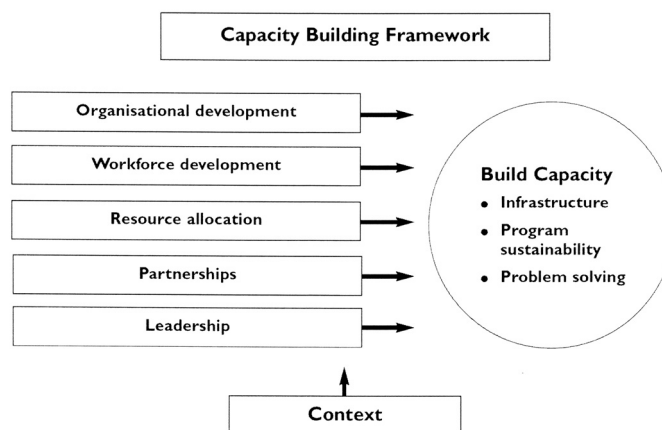 Capacity Building Framework
Organisational development
Workforce development
Resource allocation
Partnerships
Leadership
Build Capacity
• Infrastructure
• Program
sustainability
• Problem solving
Context